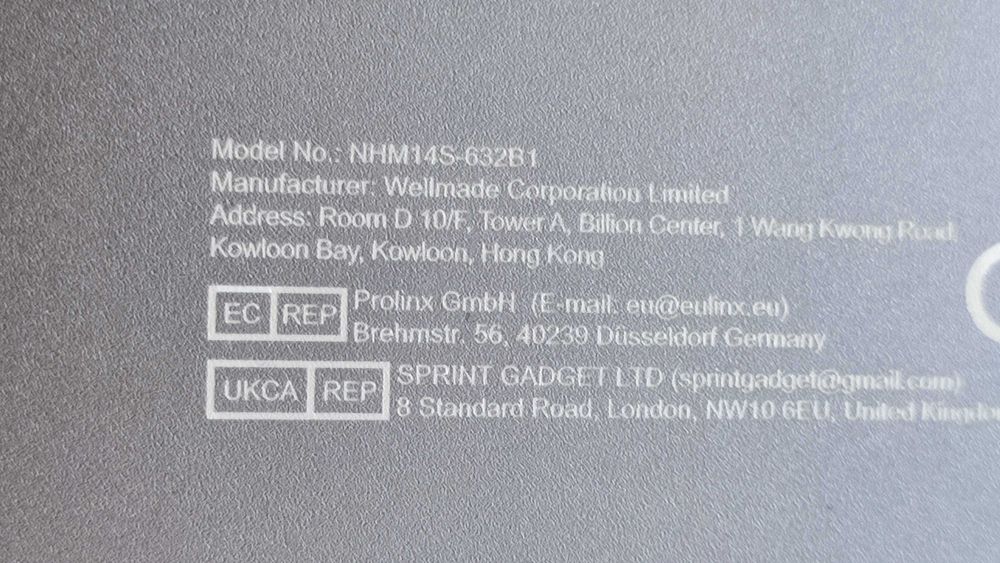 Model No.: NHM14S-632B1
Manufacturer: Wellmade Corporation Limited
Address: Room D 10/F, Tower A, Billion Center, 1 Wang Kwong Road
Kowloon Bay, Kowloon, Hong Kong
EC REP Prolinx GmbH (E-mail: eu@eulinx.eu)
Brehmstr. 56, 40239 Düsseldorf Germany
UKCA REP SPRINT GADGET LTD (sprintgadget@gmail.com)
8 Standard Road, London, NW10 6EU, United